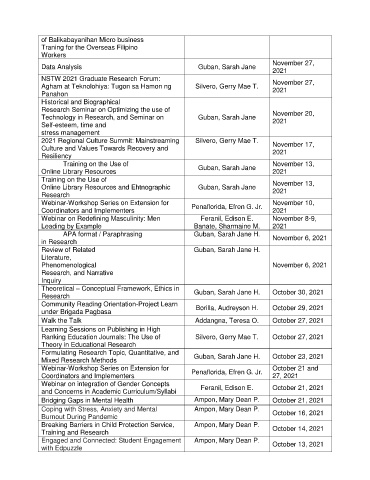 of Balikabayanihan Micro business
Traning for the Overseas Filipino
Workers
Data Analysis Guban, Sarah Jane November 27,
2021
NSTW 2021 Graduate Research Forum:
Agham at Teknolohiya: Tugon sa Hamon ng
Panahon Silvero, Gerry Mae T. November 27,
2021
Historical and Biographical
Research Seminar on Optimizing the use of
Technology in Research, and Seminar on
Self-esteem, time and
stress management Guban, Sarah Jane November 20,
2021
2021 Regional Culture Summit: Mainstreaming
Culture and Values Towards Recovery and
Resiliency Silvero, Gerry Mae T. November 17,
2021
Training on the Use of
Online Library Resources Guban, Sarah Jane November 13,
2021
Training on the Use of
Online Library Resources and Ehtnographic
Research Guban, Sarah Jane November 13,
2021
Webinar-Workshop Series on Extension for
Coordinators and Implementers Penaflorida, Efren G. Jr. November 10,
2021
Webinar on Redefining Masculinity: Men
Leading by Example Feranil, Edison E.
Banate, Sharmaine M. November 8-9,
2021
APA format / Paraphrasing
in Research Guban, Sarah Jane H. November 6, 2021
Review of Related
Literature,
Phenomenological
Research, and Narrative
Inquiry Guban, Sarah Jane H. November 6, 2021
Theoretical – Conceptual Framework, Ethics in
Research Guban, Sarah Jane H. October 30, 2021
Community Reading Orientation-Project Learn
under Brigada Pagbasa Borilla, Audreyson H. October 29, 2021
Walk the Talk Addangna, Teresa O. October 27, 2021
Learning Sessions on Publishing in High
Ranking Education Journals: The Use of
Theory in Educational Research Silvero, Gerry Mae T. October 27, 2021
Formulating Research Topic, Quantitative, and
Mixed Research Methods Guban, Sarah Jane H. October 23, 2021
Webinar-Workshop Series on Extension for
Coordinators and Implementers Penaflorida, Efren G. Jr. October 21 and
27, 2021
Webinar on integration of Gender Concepts
and Concerns in Academic Curriculum/Syllabi Feranil, Edison E. October 21, 2021
Bridging Gaps in Mental Health Ampon, Mary Dean P. October 21, 2021
Coping with Stress, Anxiety and Mental
Burnout During Pandemic Ampon, Mary Dean P. October 16, 2021
Breaking Barriers in Child Protection Service,
Training and Research Ampon, Mary Dean P. October 14, 2021
Engaged and Connected: Student Engagement
with Edpuzzle Ampon, Mary Dean P. October 13, 2021